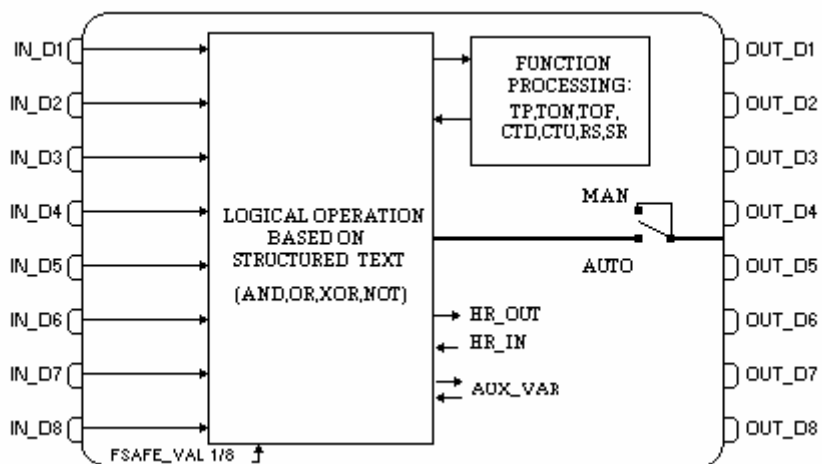 IN_D1
IN_D2
IN_D3
IN_D4
IN_D5
IN_D6
IN_D7
IN_D8
FSAFE_VAL 1/8
LOGICAL OPERATION
BASED ON
STRUCTURED TEXT
(AND,OR,XOR,NOT)
FUNCTION
PROCESSING:
TP,TON,TOF,
CTD,CTU,RS,SR
MAN
AUTO
HR_OUT
HR_IN
AUX_VAR
OUT_D1
OUT_D2
OUT_D3
OUT_D4
OUT_D5
OUT_D6
OUT_D7
OUT_D8